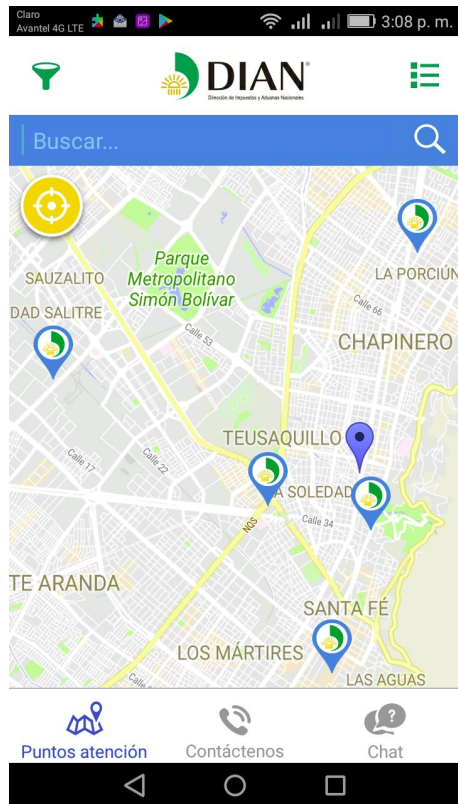 Claro
Avantel 4G LTE
3:08 p. m.
DIAN®
Dirección de Impuestos y Aduanas Nacionales
Buscar...
Parque
Metropolitano
Simón Bolívar
SAUZALITO
LA PORCIÚN
DAD SALITRE
Calle 66
Calle 53
CHAPINERO
TEUSAQUILLO
Calle 17
Calle 22
A SOLEDAD
NQS
Calle 34
TE ARANDA
SANTA FÉ
LOS MÁRTIRES
LAS AGUAS
Calle
Puntos atención
Contáctenos
Chat